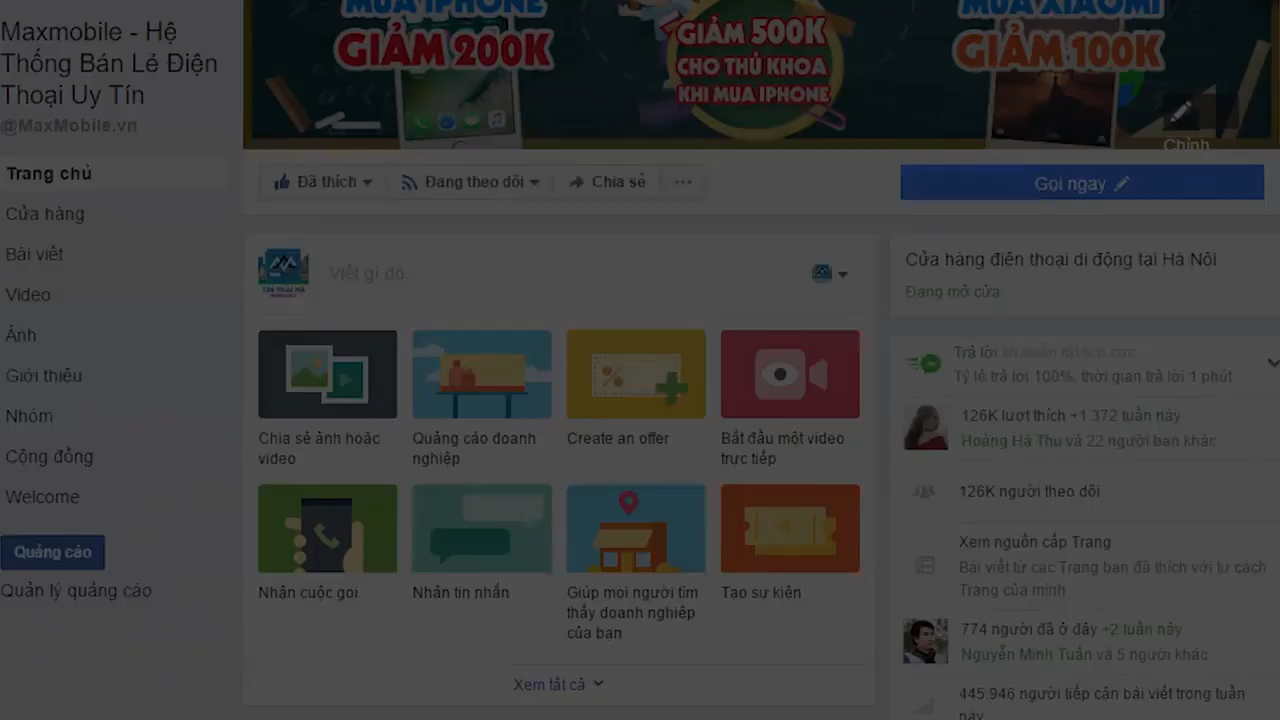 Maxmobile - Hệ
Thống Bán Lẻ Điện
Thoại Uy Tín
@MaxMobile.vn
Trang chủ
Cửa hàng
Bài viết
Video
Ảnh
Giới thiệu
Nhóm
Cộng đồng
Welcome
Quảng cáo
Quản lý quảng cáo
MUA IPHONE
GIẢM 200K
GIẢM 500K
CHO THỦ KHOA
KHI MUA IPHONE
MUA XIAOMI
GIẢM 100K
Chỉnh
Đã thích
Đang theo dõi
Chia sẻ
Gọi ngay
Viết gì đó...
Chia sẻ ảnh hoặc
video
Quảng cáo doanh
nghiệp
Create an offer
Bắt đầu một video
trực tiếp
Nhận cuộc gọi
Nhắn tin nhắn
Giúp mọi người tìm
thấy doanh nghiệp
của bạn
Tạo sự kiện
Xem tất cả
Cửa hàng điện thoại di động tại Hà Nội
Đang mở cửa
Trả lời tin nhắn rất tích cực
Tỷ lệ trả lời 100%, thời gian trả lời 1 phút
126K lượt thích +1 372 tuần này
Hoàng Hà Thu và 22 người bạn khác
126K người theo dõi
Xem nguồn cấp Trang
Bài viết từ các Trang bạn đã thích với tư cách
Trang của mình
774 người đã ở đây +2 tuần này
Nguyễn Minh Tuấn và 5 người khác
445.946 người tiếp cận bài viết trong tuần
này